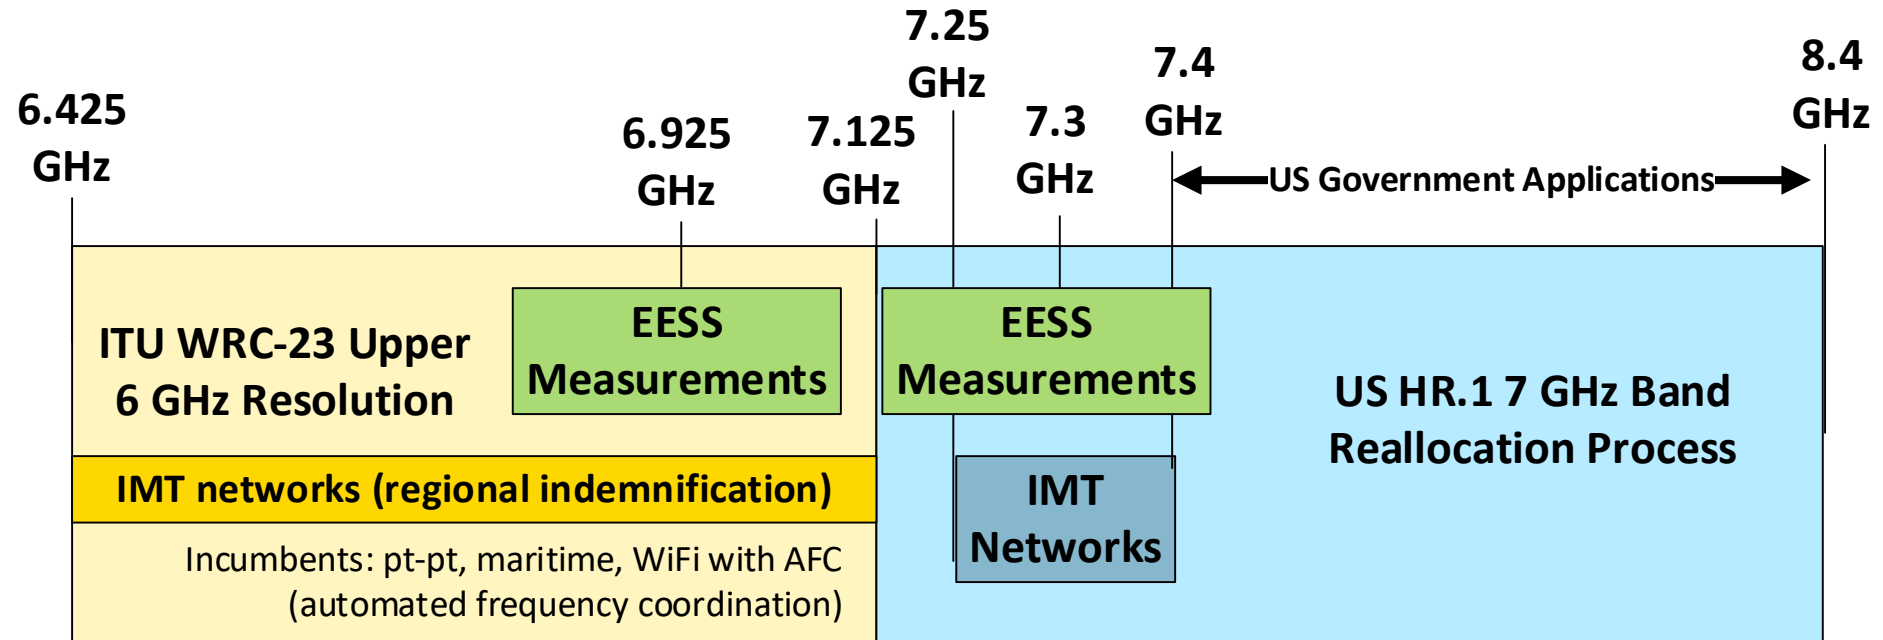 6.425
GHz
6.925
GHz
7.125
GHz
7.25
GHz
7.3
GHz
7.4
GHz
8.4
GHz
US Government Applications
ITU WRC-23 Upper
6 GHz Resolution
EESS
Measurements
EESS
Measurements
US HR.1 7 GHz Band
Reallocation Process
IMT networks (regional indemnification)
IMT
Networks
Incumbents: pt-pt, maritime, WiFi with AFC
(automated frequency coordination)